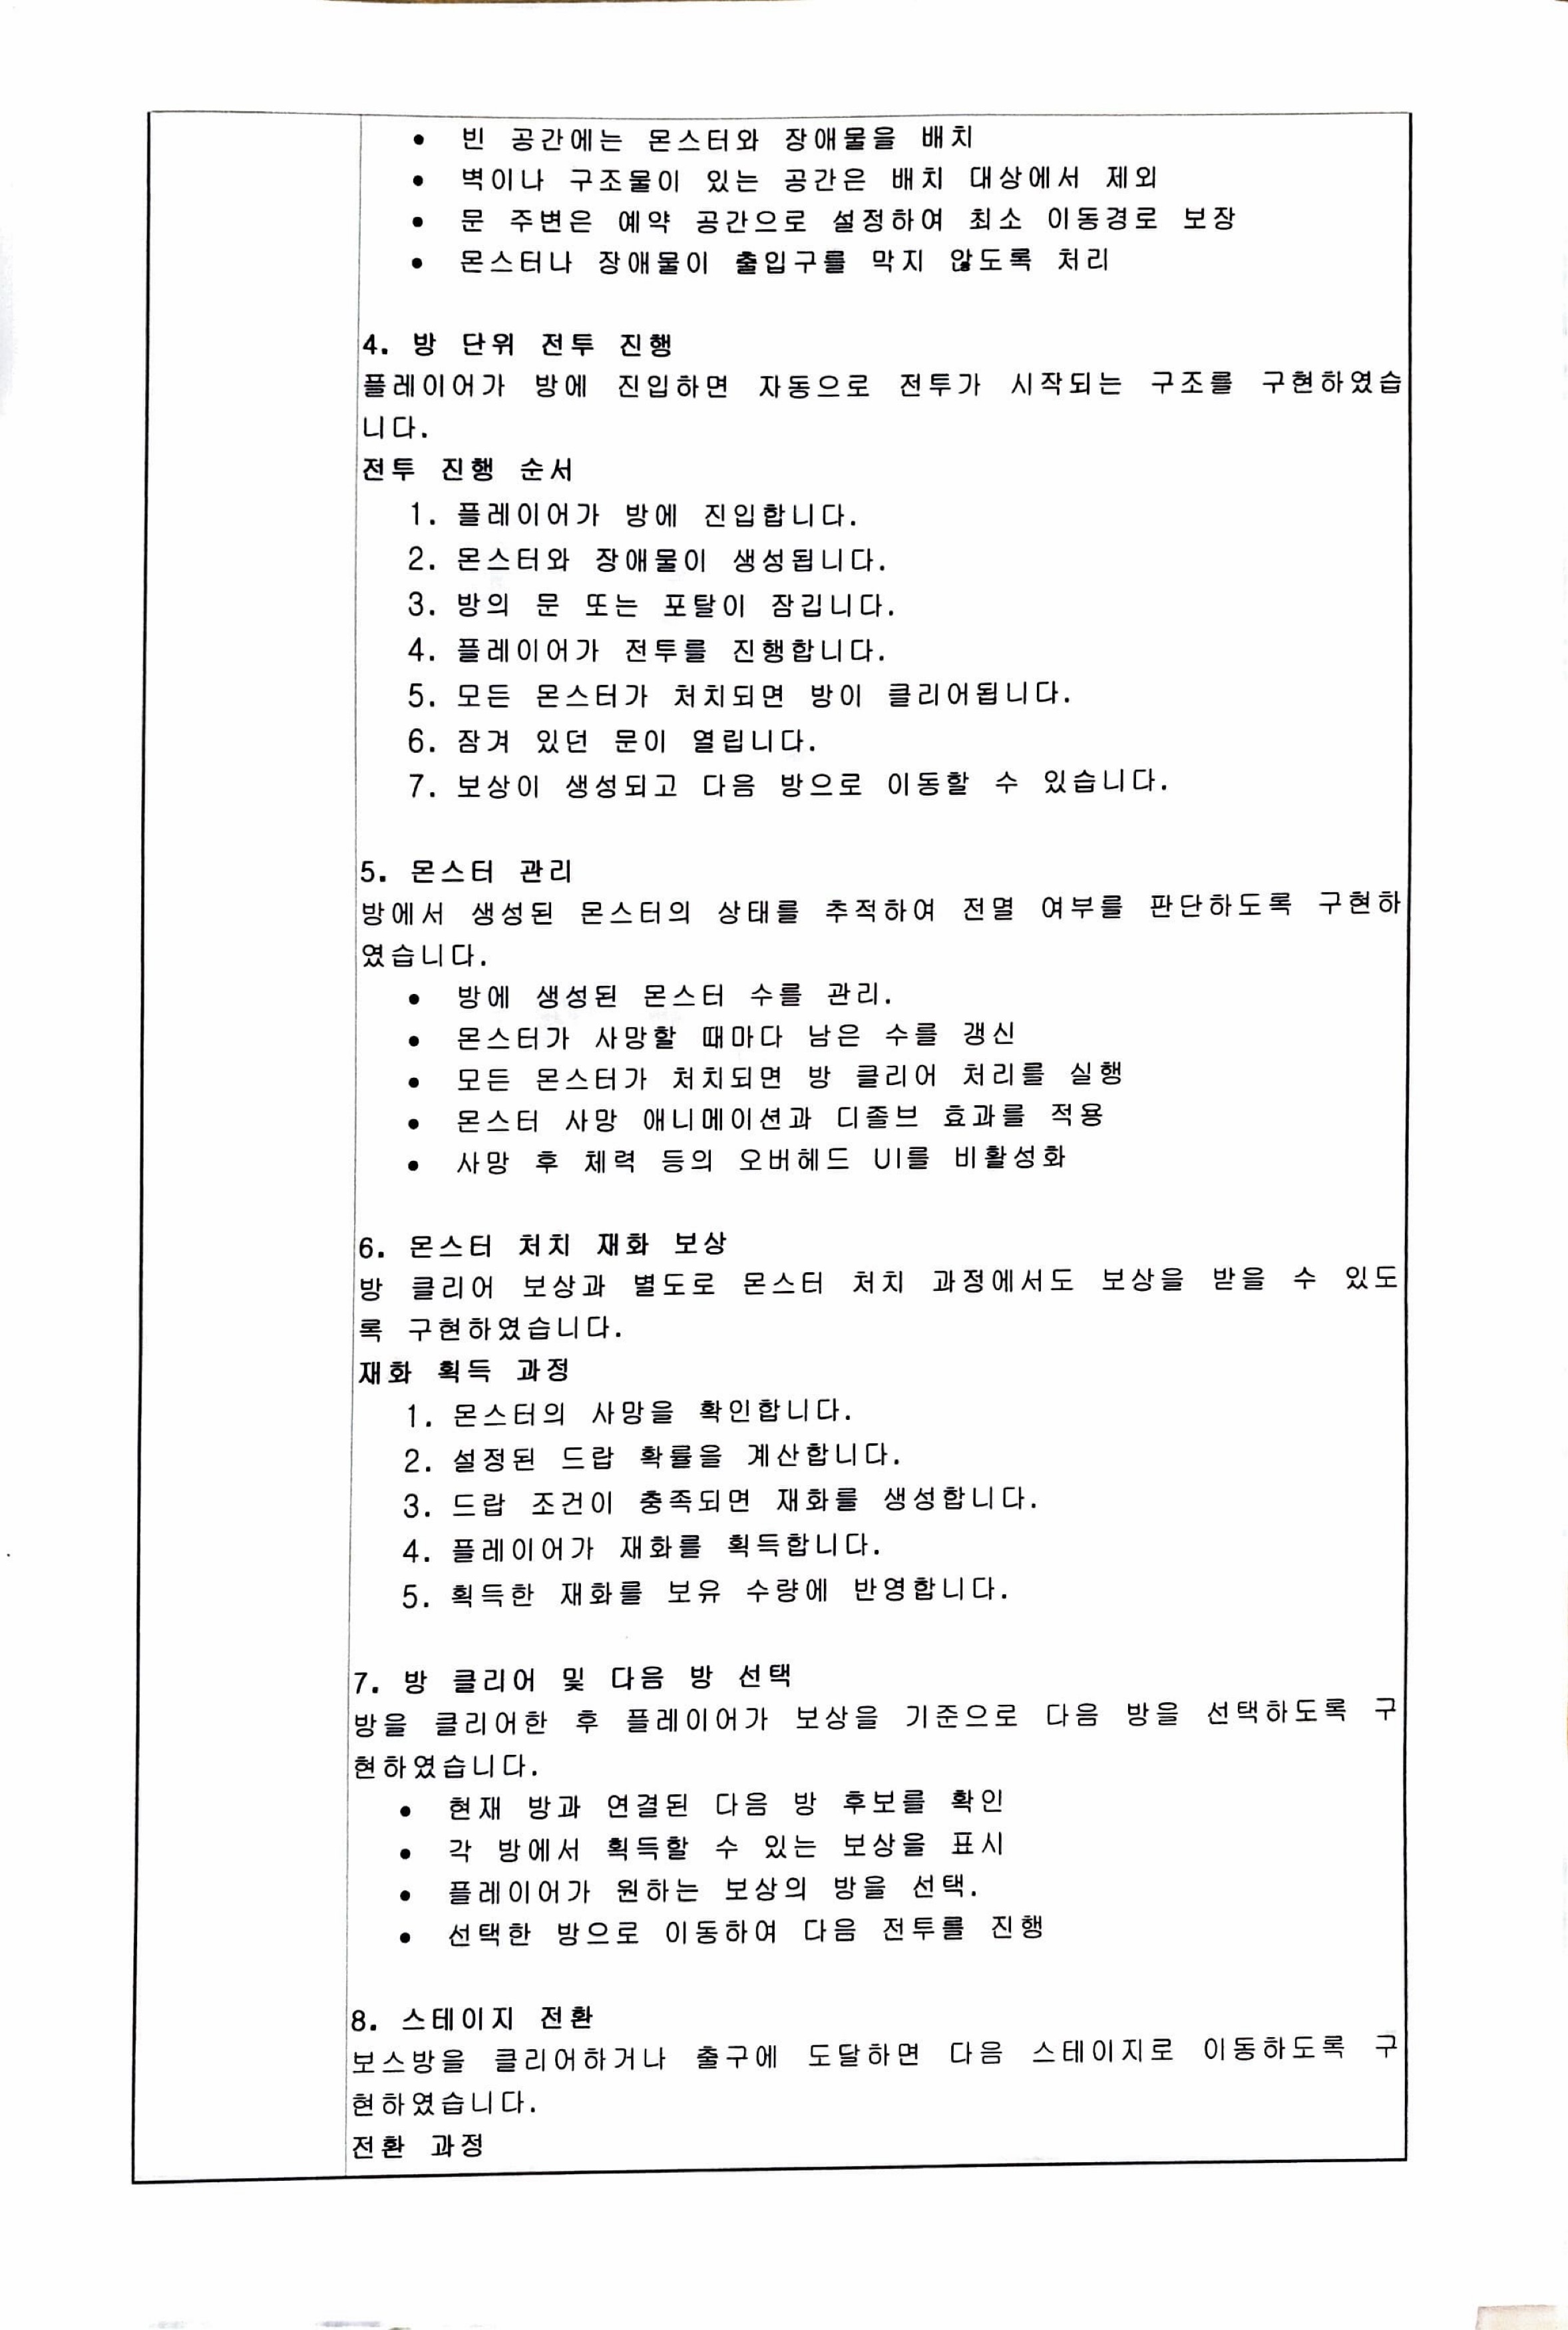 • 빈 공간에는 몬스터와 장애물을 배치
• 벽이나 구조물이 있는 공간은 배치 대상에서 제외
• 문 주변은 예약 공간으로 설정하여 최소 이동경로 보장
• 몬스터나 장애물이 출입구를 막지 않도록 처리
4. 방 단위 전투 진행
플레이어가 방에 진입하면 자동으로 전투가 시작되는 구조를 구현하였습
니다.
전투 진행 순서
1. 플레이어가 방에 진입합니다.
2. 몬스터와 장애물이 생성됩니다.
3. 방의 문 또는 포탈이 잠깁니다.
4. 플레이어가 전투를 진행합니다.
5. 모든 몬스터가 처치되면 방이 클리어됩니다.
6. 잠겨 있던 문이 열립니다.
7. 보상이 생성되고 다음 방으로 이동할 수 있습니다.
5. 몬스터 관리
방에서 생성된 몬스터의 상태를 추적하여 전멸 여부를 판단하도록 구현하
였습니다.
• 방에 생성된 몬스터 수를 관리.
• 몬스터가 사망할 때마다 남은 수를 갱신
• 모든 몬스터가 처치되면 방 클리어 처리를 실행
• 몬스터 사망 애니메이션과 디졸브 효과를 적용
• 사망 후 체력 등의 오버헤드 UI를 비활성화
6. 몬스터 처치 재화 보상
방 클리어 보상과 별도로 몬스터 처치 과정에서도 보상을 받을 수 있도
록 구현하였습니다.
재화 획득 과정
1. 몬스터의 사망을 확인합니다.
2. 설정된 드랍 확률을 계산합니다.
3. 드랍 조건이 충족되면 재화를 생성합니다.
4. 플레이어가 재화를 획득합니다.
5. 획득한 재화를 보유 수량에 반영합니다.
7. 방 클리어 및 다음 방 선택
방을 클리어한 후 플레이어가 보상을 기준으로 다음 방을 선택하도록 구
현하였습니다.
• 현재 방과 연결된 다음 방 후보를 확인
• 각 방에서 획득할 수 있는 보상을 표시
• 플레이어가 원하는 보상의 방을 선택.
• 선택한 방으로 이동하여 다음 전투를 진행
8. 스테이지 전환
보스방을 클리어하거나 출구에 도달하면 다음 스테이지로 이동하도록 구
현하였습니다.
전환 과정